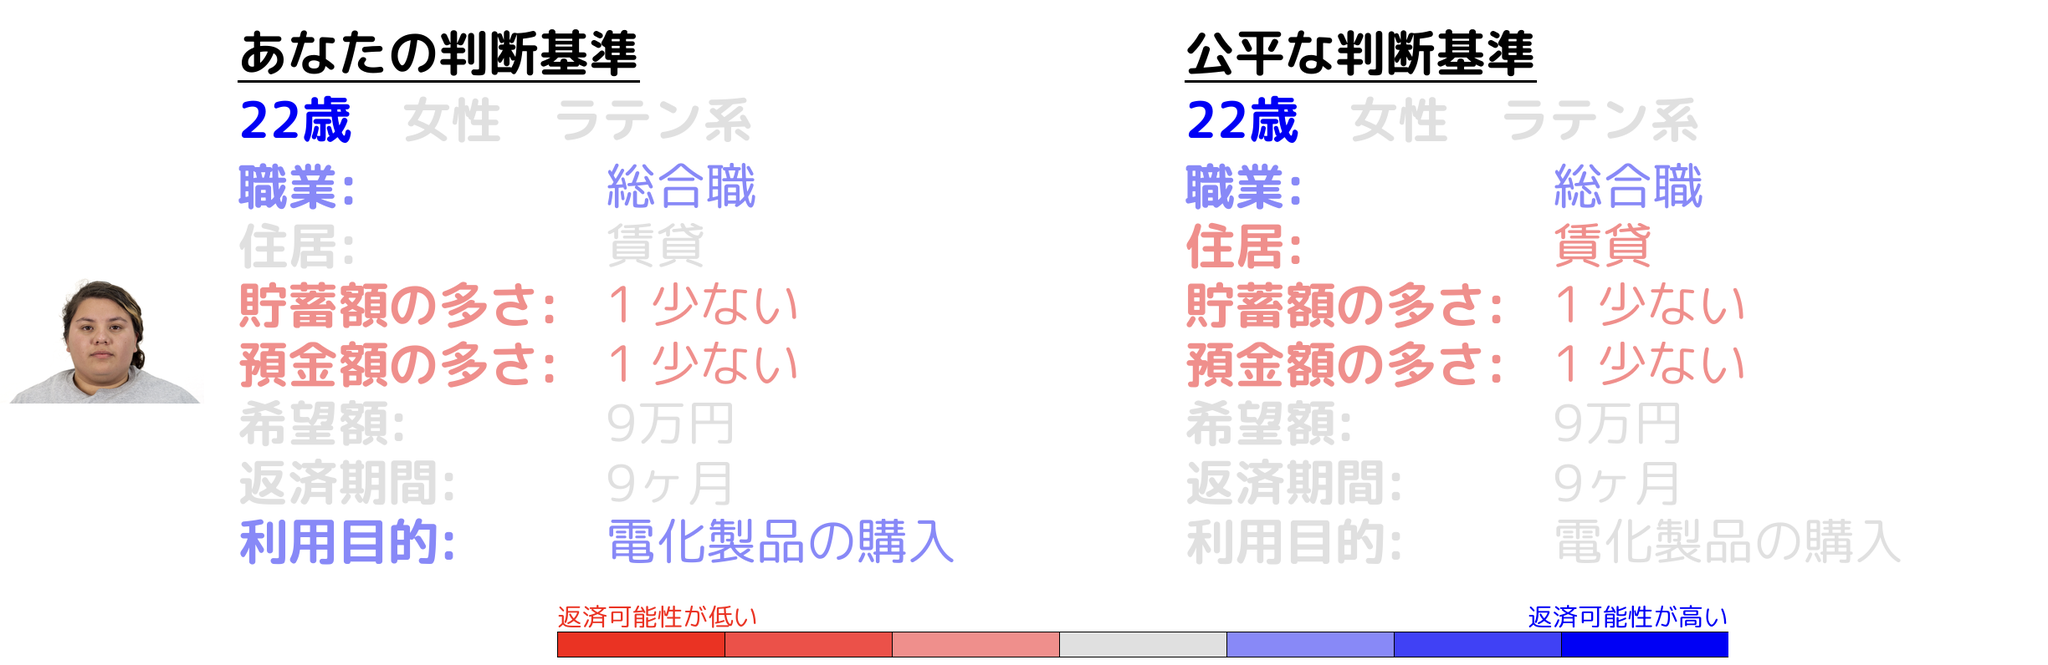 あなたの判断基準
22歳 女性 ラテン系
職業: 総合職
住居: 賃貸
貯蓄額の多さ: 1 少ない
預金額の多さ: 1 少ない
希望額: 9万円
返済期間: 9ヶ月
利用目的: 電化製品の購入
公平な判断基準
22歳 女性 ラテン系
職業: 総合職
住居: 賃貸
貯蓄額の多さ: 1 少ない
預金額の多さ: 1 少ない
希望額: 9万円
返済期間: 9ヶ月
利用目的: 電化製品の購入
返済可能性が低い
返済可能性が高い